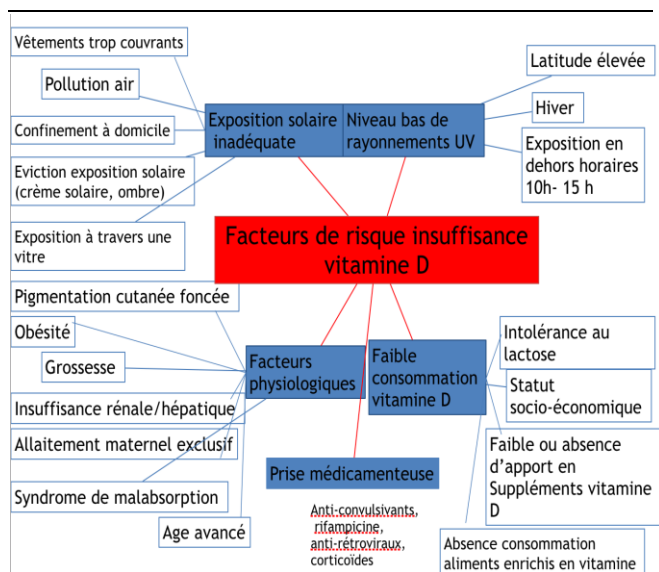 Vêtements trop couvrants
Pollution air
Confinement à domicile
Eviction exposition solaire
(crème solaire, ombre)
Exposition à travers une
vitre
Exposition solaire
inadéquate
Niveau bas de
rayonnements UV
Latitude élevée
Hiver
Exposition en
dehors horaires
10h- 15 h
Facteurs de risque insuffisance
vitamine D
Pigmentation cutanée foncée
Obésité
Grossesse
Insuffisance rénale/hépatique
Allaitement maternel exclusif
Syndrome de malabsorption
Age avancé
Facteurs
physiologiques
Faible
consommation
vitamine D
Intolérance au
lactose
Statut
socio-économique
Faible ou absence
d'apport en
Suppléments vitamine
D
Absence consommation
aliments enrichis en vitamine
Prise médicamenteuse
Anti-convulsivants,
rifampicine,
anti-rétroviraux,
corticoïdes